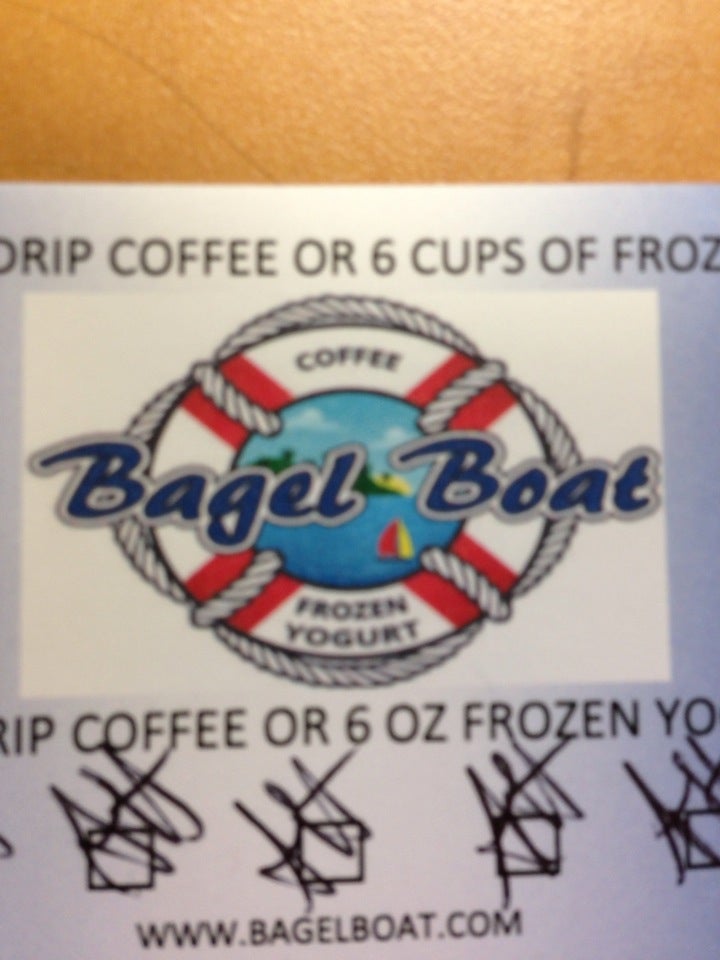 DRIP COFFEE OR 6 CUPS OF FROZ
COFFEE
Bagel Boat
FROZEN
YOGURT
RIP COFFEE OR 6 OZ FROZEN YO
WWW.BAGELBOAT.COM